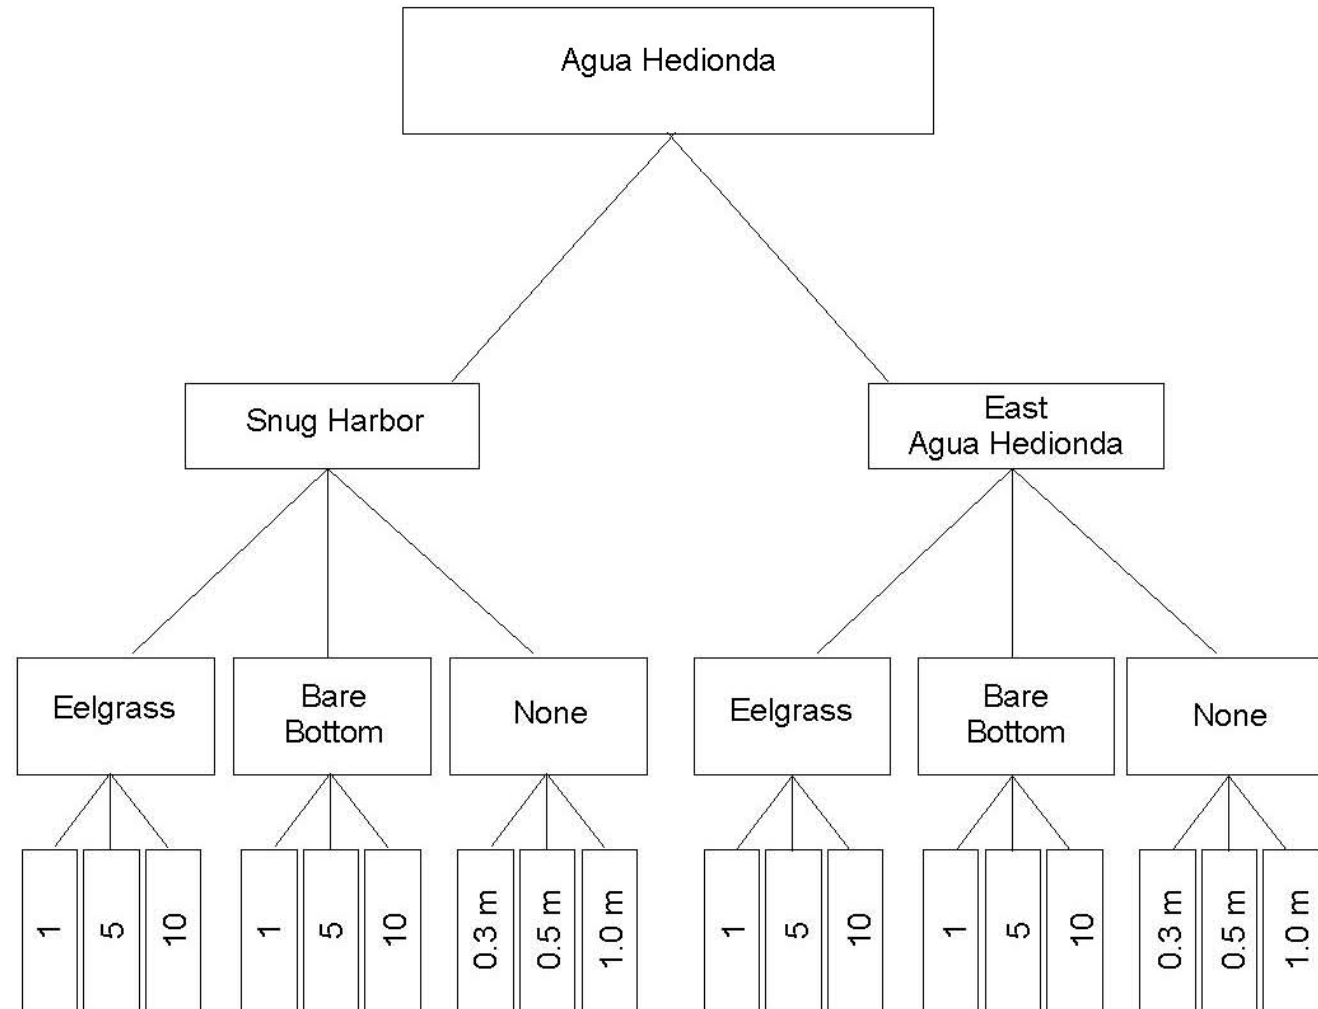 Agua Hedionda
Snug Harbor
East
Agua Hedionda
Eelgrass
Bare
Bottom
None
Eelgrass
Bare
Bottom
None
1
5
10
1
5
10
0.3 m
0.5 m
1.0 m
1
5
10
1
5
10
0.3 m
0.5 m
1.0 m